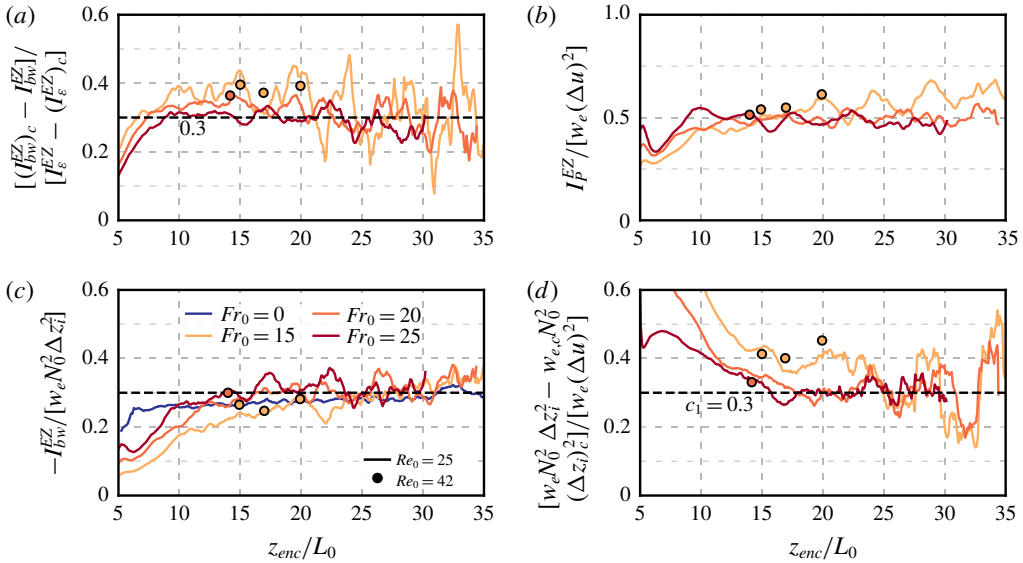 (a)
0.6
0.4
0.2
0
[(I_{bw}^{EZ})_c − I_{bw}^{EZ}]/
[I_ε^{EZ} − (I_ε^{EZ})_c]
0.3
5 10 15 20 25 30 35
(b)
1.0
0.5
0
I_P^{EZ}/[w_e(Δu)^2]
5 10 15 20 25 30 35
(c)
0.6
0.4
0.2
0
−I_{bw}^{EZ}/[w_e N_0^2 Δz_i^2]
Fr_0 = 0 Fr_0 = 20
Fr_0 = 15 Fr_0 = 25
Re_0 = 25
Re_0 = 42
5 10 15 20 25 30 35
z_{enc}/L_0
(d)
0.6
0.4
0.2
0
[w_e N_0^2 Δz_i^2 − w_{e,c} N_0^2
(Δz_i)_c^2]/[w_e(Δu)^2]
c_1 = 0.3
5 10 15 20 25 30 35
z_{enc}/L_0